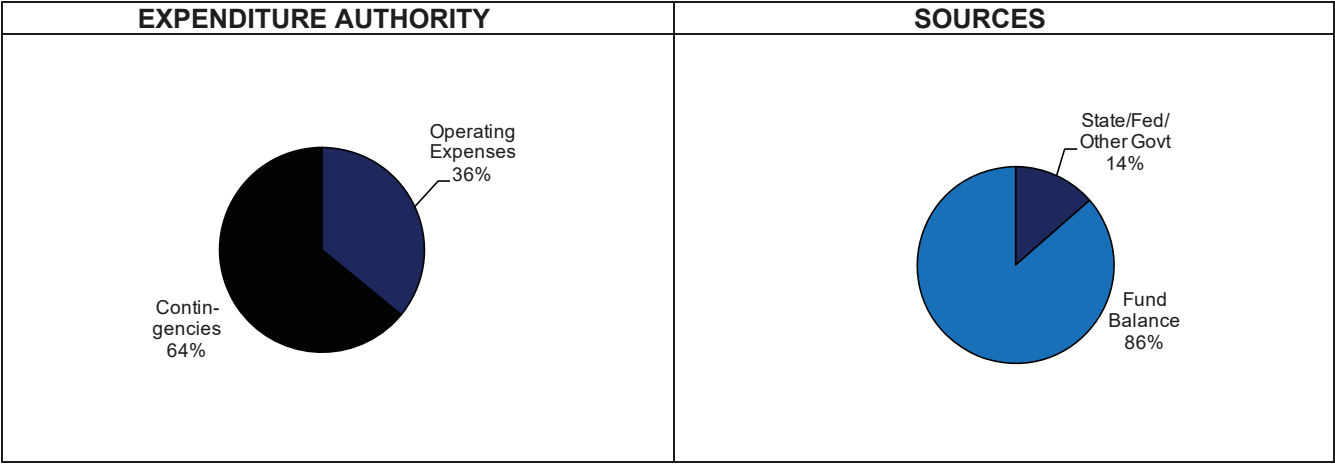 EXPENDITURE AUTHORITY
Operating
Expenses
36%
Contin-
gencies
64%
SOURCES
State/Fed/
Other Govt
14%
Fund
Balance
86%